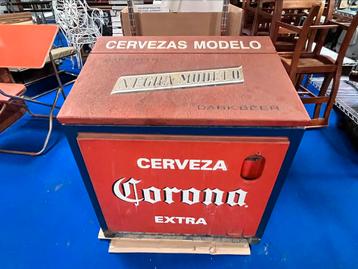 CERVEZAS MODELO
NEGRA MODELO
DARK BEER
CERVEZA
Corona
EXTRA